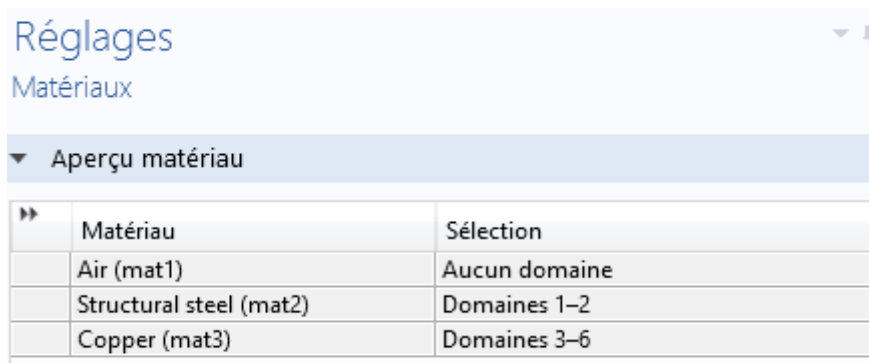 Réglages
Matériaux
Aperçu matériau
Matériau Sélection
Air (mat1) Aucun domaine
Structural steel (mat2) Domaines 1–2
Copper (mat3) Domaines 3–6